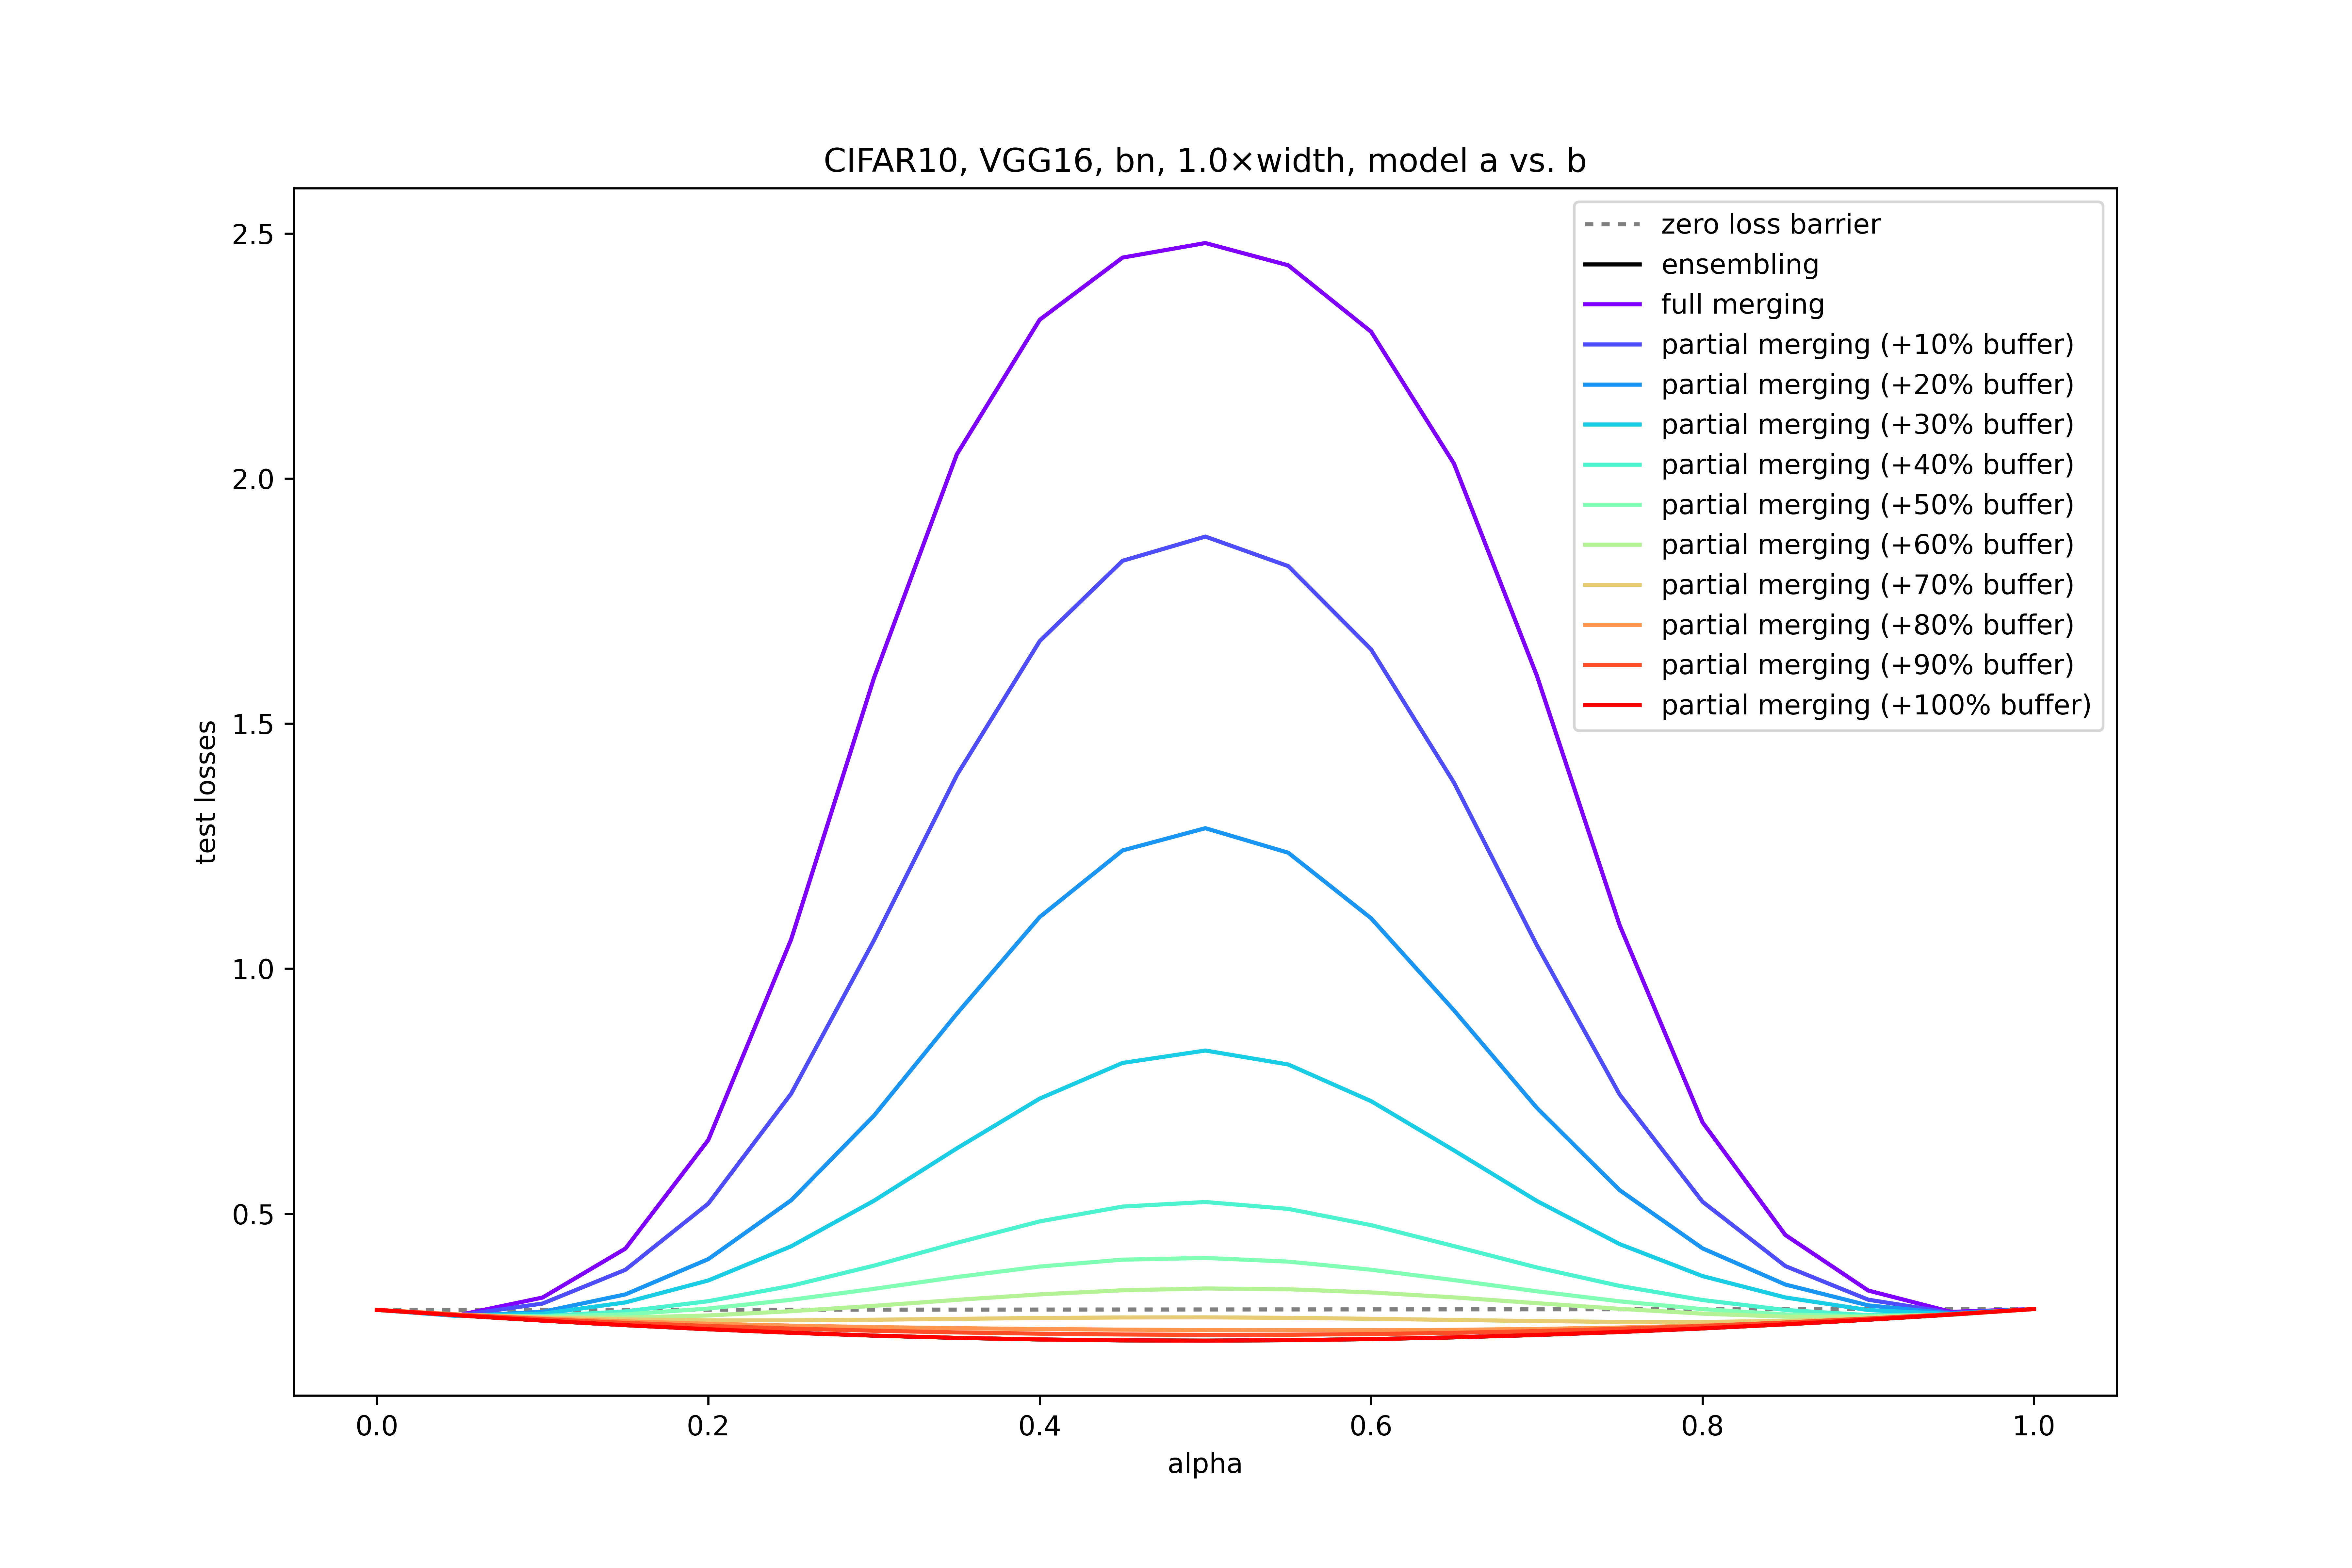 CIFAR10, VGG16, bn, 1.0×width, model a vs. b
2.5
2.0
1.5
1.0
0.5
test losses
zero loss barrier
ensembling
full merging
partial merging (+10% buffer)
partial merging (+20% buffer)
partial merging (+30% buffer)
partial merging (+40% buffer)
partial merging (+50% buffer)
partial merging (+60% buffer)
partial merging (+70% buffer)
partial merging (+80% buffer)
partial merging (+90% buffer)
partial merging (+100% buffer)
0.0 0.2 0.4 0.6 0.8 1.0
alpha